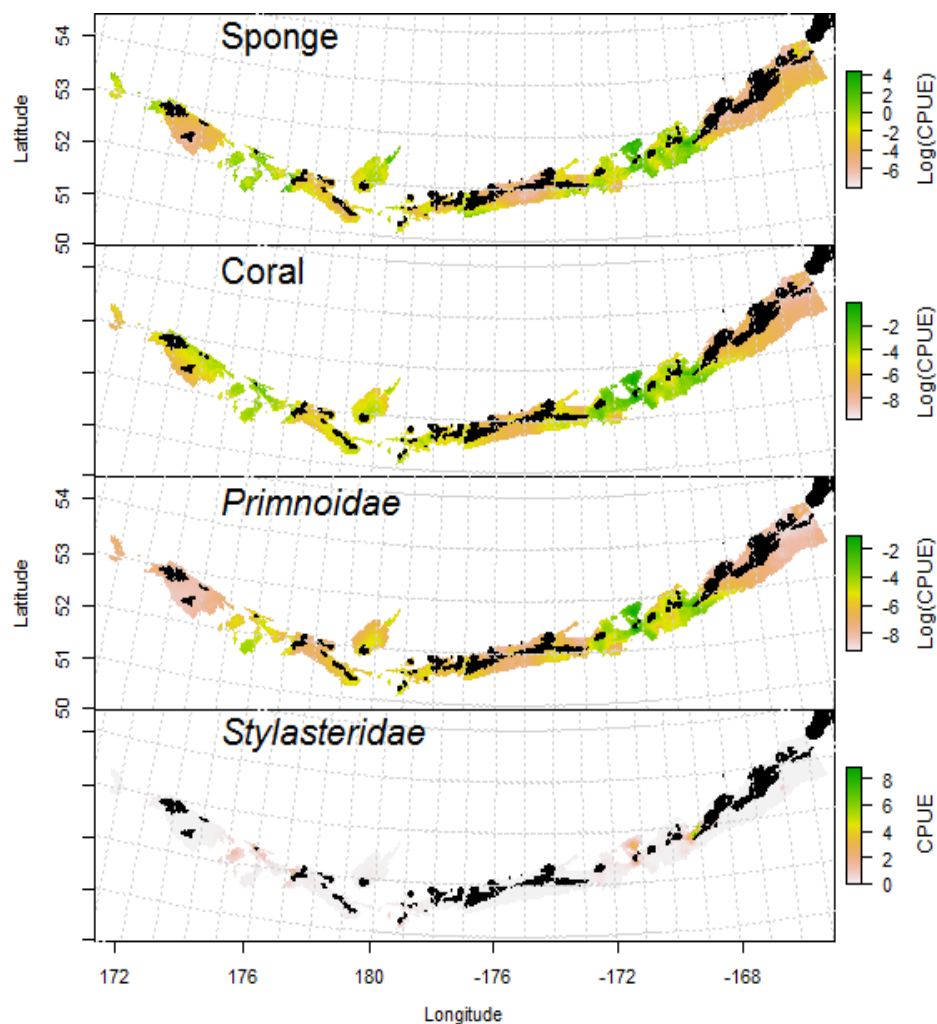 Sponge
54
53
52
51
50
Latitude
4
2
0
-2
-4
-6
Log(CPUE)
Coral
-2
-4
-6
-8
Log(CPUE)
Primnoidae
54
53
52
51
50
Latitude
-2
-4
-6
-8
Log(CPUE)
Stylasteridae
8
6
4
2
0
CPUE
172 176 180 -176 -172 -168
Longitude